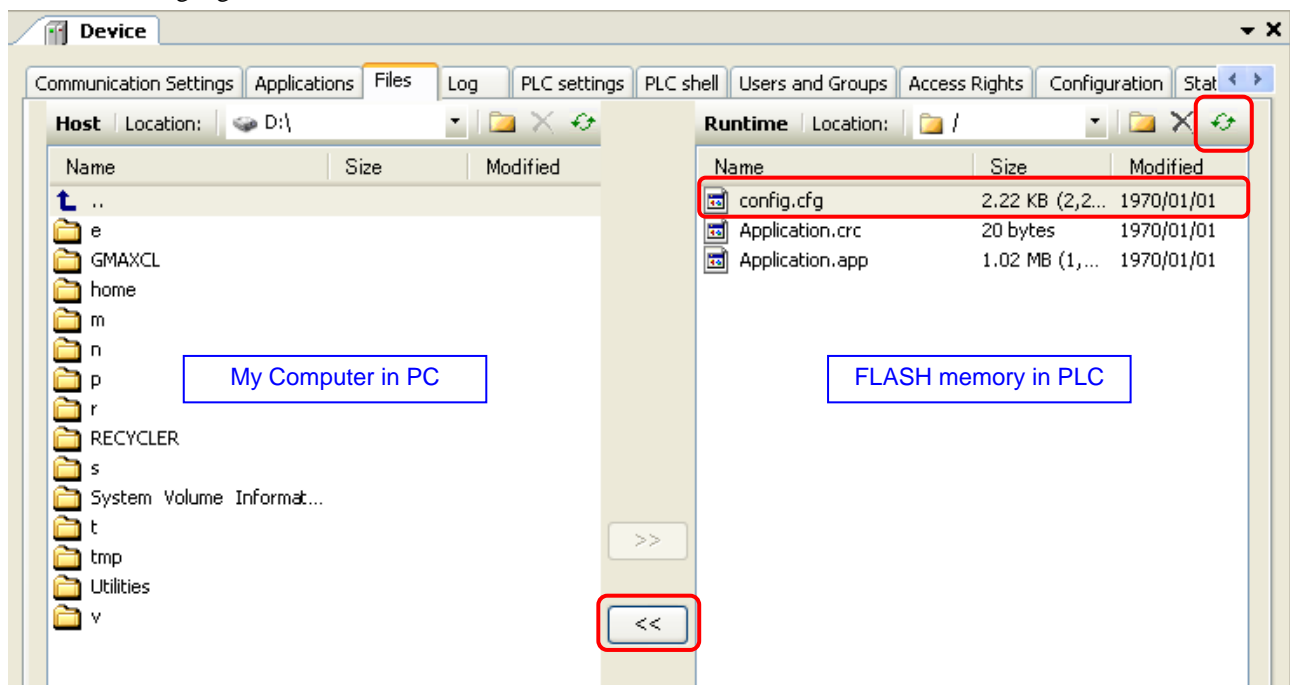 Device
Communication Settings Applications Files Log PLC settings PLC shell Users and Groups Access Rights Configuration Stat
Host Location: D:\
Name Size Modified
..
e
GMAXCL
home
m
n
p
r
RECYCLER
s
System Volume Informat...
t
tmp
Utilities
v
My Computer in PC
>>
<<
Runtime Location: /
Name Size Modified
config.cfg 2.22 KB (2,2... 1970/01/01
Application.crc 20 bytes 1970/01/01
Application.app 1.02 MB (1,... 1970/01/01
FLASH memory in PLC